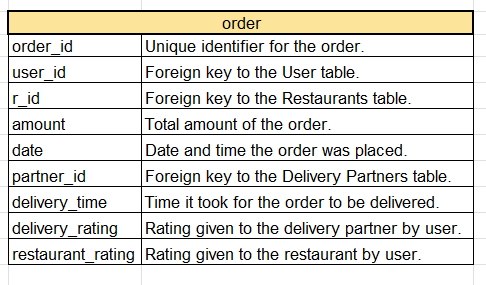 order
order_id Unique identifier for the order.
user_id Foreign key to the User table.
r_id Foreign key to the Restaurants table.
amount Total amount of the order.
date Date and time the order was placed.
partner_id Foreign key to the Delivery Partners table.
delivery_time Time it took for the order to be delivered.
delivery_rating Rating given to the delivery partner by user.
restaurant_rating Rating given to the restaurant by user.